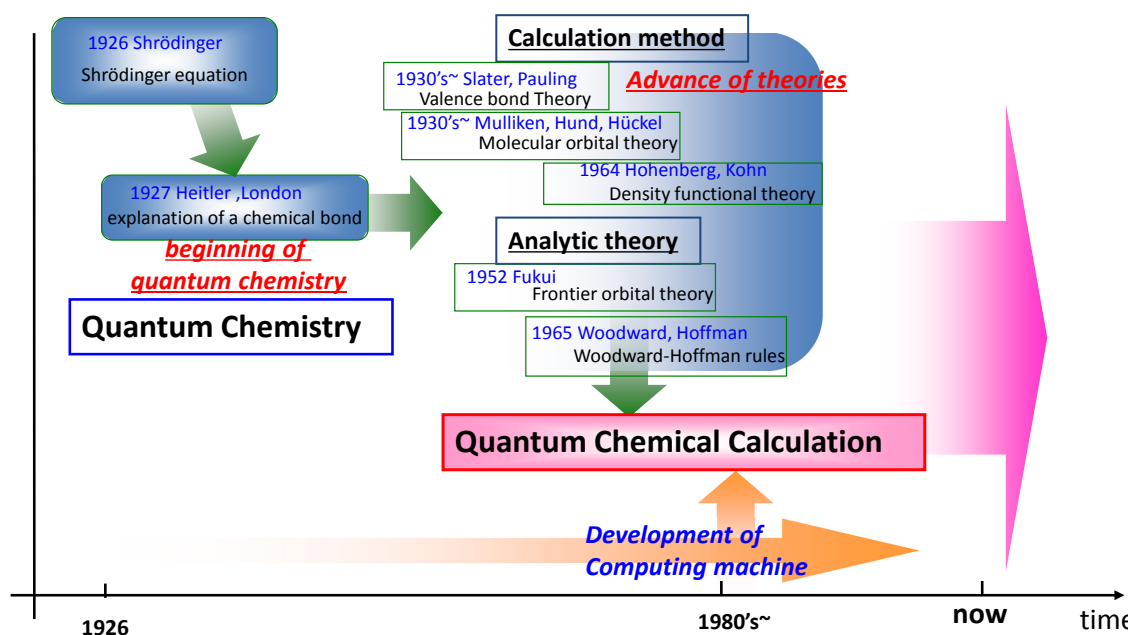 1926 Shrödinger
Shrödinger equation
1927 Heitler ,London
explanation of a chemical bond
beginning of
quantum chemistry
Quantum Chemistry
Calculation method
Advance of theories
1930's~ Slater, Pauling
Valence bond Theory
1930's~ Mulliken, Hund, Hückel
Molecular orbital theory
1964 Hohenberg, Kohn
Density functional theory
Analytic theory
1952 Fukui
Frontier orbital theory
1965 Woodward, Hoffman
Woodward-Hoffman rules
Quantum Chemical Calculation
Development of
Computing machine
1926
1980's~
now
time